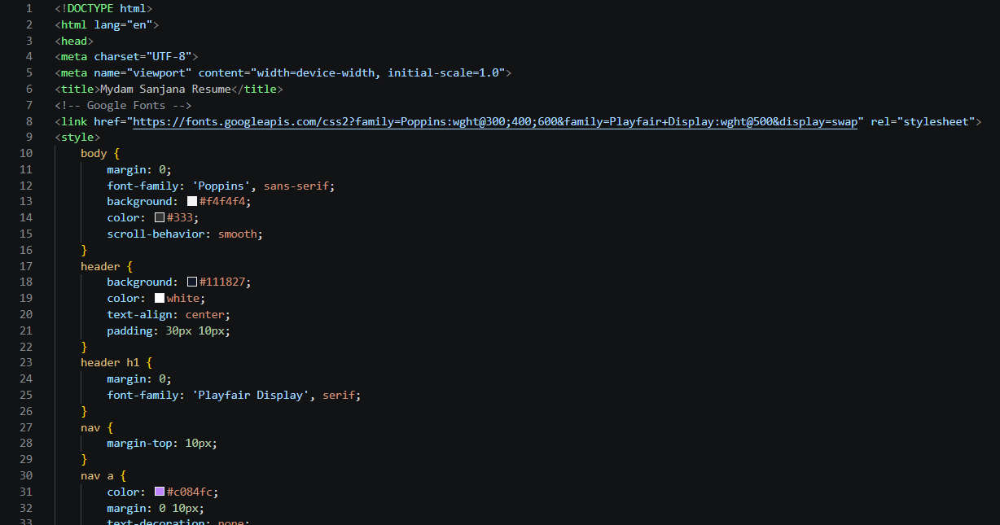 1 <!DOCTYPE html>
2 <html lang="en">
3 <head>
4 <meta charset="UTF-8">
5 <meta name="viewport" content="width=device-width, initial-scale=1.0">
6 <title>Mydam Sanjana Resume</title>
7 <!-- Google Fonts -->
8 <link href="https://fonts.googleapis.com/css2?family=Poppins:wght@300;400;600&family=Playfair+Display:wght@500&display=swap" rel="stylesheet">
9 <style>
10     body {
11         margin: 0;
12         font-family: 'Poppins', sans-serif;
13         background: #f4f4f4;
14         color: #333;
15         scroll-behavior: smooth;
16     }
17     header {
18         background: #111827;
19         color: white;
20         text-align: center;
21         padding: 30px 10px;
22     }
23     header h1 {
24         margin: 0;
25         font-family: 'Playfair Display', serif;
26     }
27     nav {
28         margin-top: 10px;
29     }
30     nav a {
31         color: #c084fc;
32         margin: 0 10px;
33         text-decoration: none;